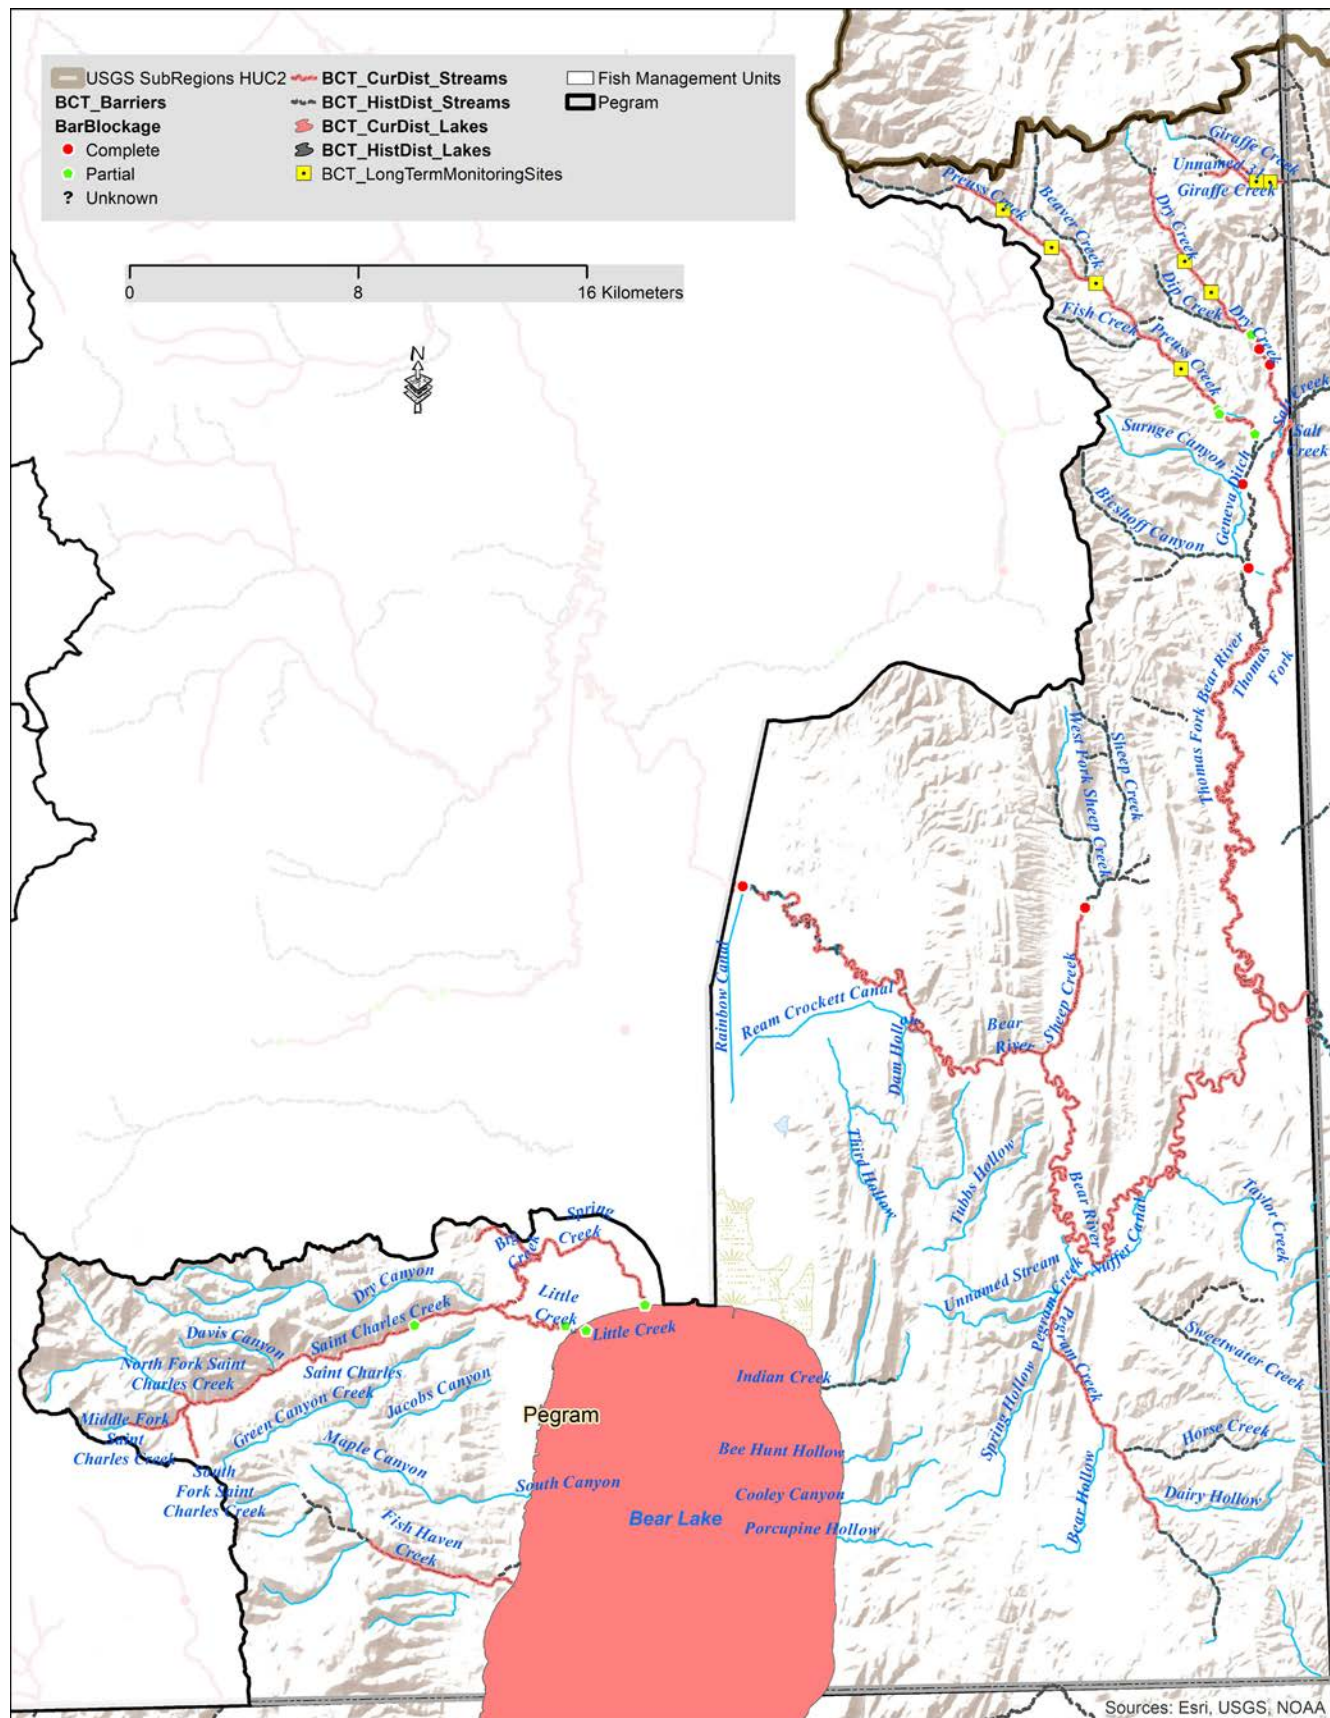 USGS SubRegions HUC2
BCT_Barriers
BarBlockage
Complete
Partial
? Unknown
BCT_CurDist_Streams
BCT_HistDist_Streams
BCT_CurDist_Lakes
BCT_HistDist_Lakes
BCT_LongTermMonitoringSites
Fish Management Units
Pegram
0 8 16 Kilometers
N
Giraffe Creek
Unnamed 33
Giraffe Creek
Preuss Creek
Beaver Creek
Dry Creek
Dip Creek
Dry Creek
Fish Creek
Preuss Creek
Salt Creek
Salt
Creek
Surnge Canyon
Geneva Ditch
Bicshoff Canyon
Thomas Fork Bear River
Thomas
Fork
West Fork Sheep Creek
Sheep Creek
Rainbow Canal
Ream Crockett Canal
Dam Hollow
Bear
River
Sheep Creek
Third Hollow
Tubbs Hollow
Bear River
Nuffer Canal
Taylor Creek
Unnamed Stream
Pegram Creek
Pegram Creek
Sweetwater Creek
Spring Hollow
Horse Creek
Bear Hollow
Dairy Hollow
Spring
Creek
Big
Creek
Dry Canyon
Little
Creek
Little Creek
Saint Charles Creek
Davis Canyon
North Fork Saint
Charles Creek
Saint Charles
Green Canyon Creek
Jacobs Canyon
Middle Fork
Saint
Charles Creek
South
Fork Saint
Charles Creek
Maple Canyon
South Canyon
Fish Haven
Creek
Pegram
Indian Creek
Bee Hunt Hollow
Cooley Canyon
Bear Lake
Porcupine Hollow
Sources: Esri, USGS, NOAA